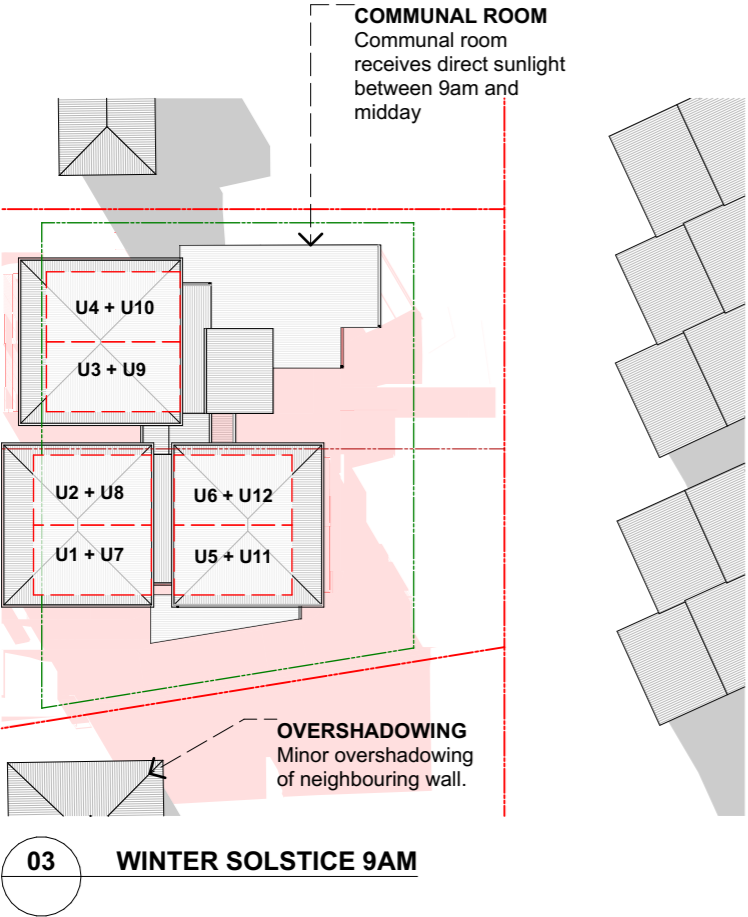 COMMUNAL ROOM
Communal room
receives direct sunlight
between 9am and
midday
U4 + U10
U3 + U9
U2 + U8
U6 + U12
U1 + U7
U5 + U11
OVERSHADOWING
Minor overshadowing
of neighbouring wall.
03 WINTER SOLSTICE 9AM